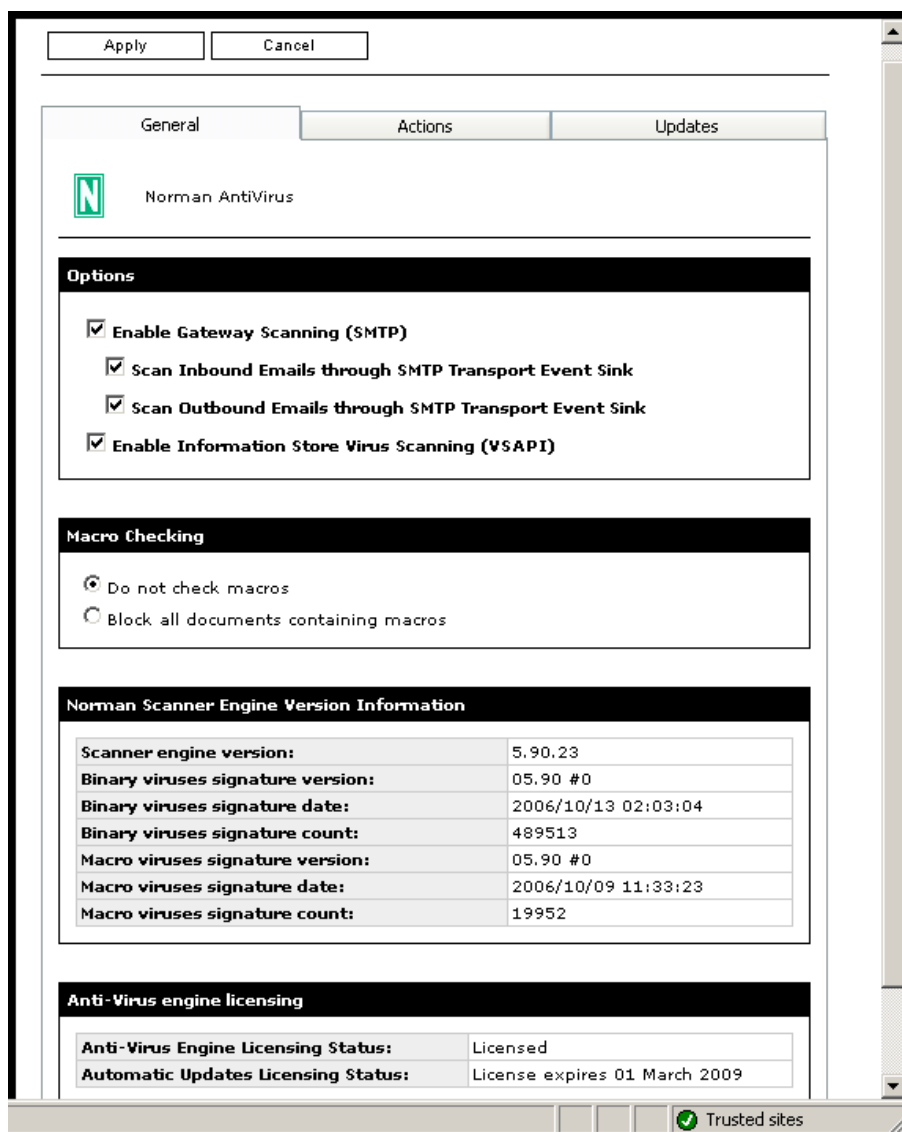 Apply Cancel
General Actions Updates
N Norman AntiVirus
Options
Enable Gateway Scanning (SMTP)
Scan Inbound Emails through SMTP Transport Event Sink
Scan Outbound Emails through SMTP Transport Event Sink
Enable Information Store Virus Scanning (VSAPI)
Macro Checking
Do not check macros
Block all documents containing macros
Norman Scanner Engine Version Information
Scanner engine version: 5.90.23
Binary viruses signature version: 05.90 #0
Binary viruses signature date: 2006/10/13 02:03:04
Binary viruses signature count: 489513
Macro viruses signature version: 05.90 #0
Macro viruses signature date: 2006/10/09 11:33:23
Macro viruses signature count: 19952
Anti-Virus engine licensing
Anti-Virus Engine Licensing Status: Licensed
Automatic Updates Licensing Status: License expires 01 March 2009
Trusted sites